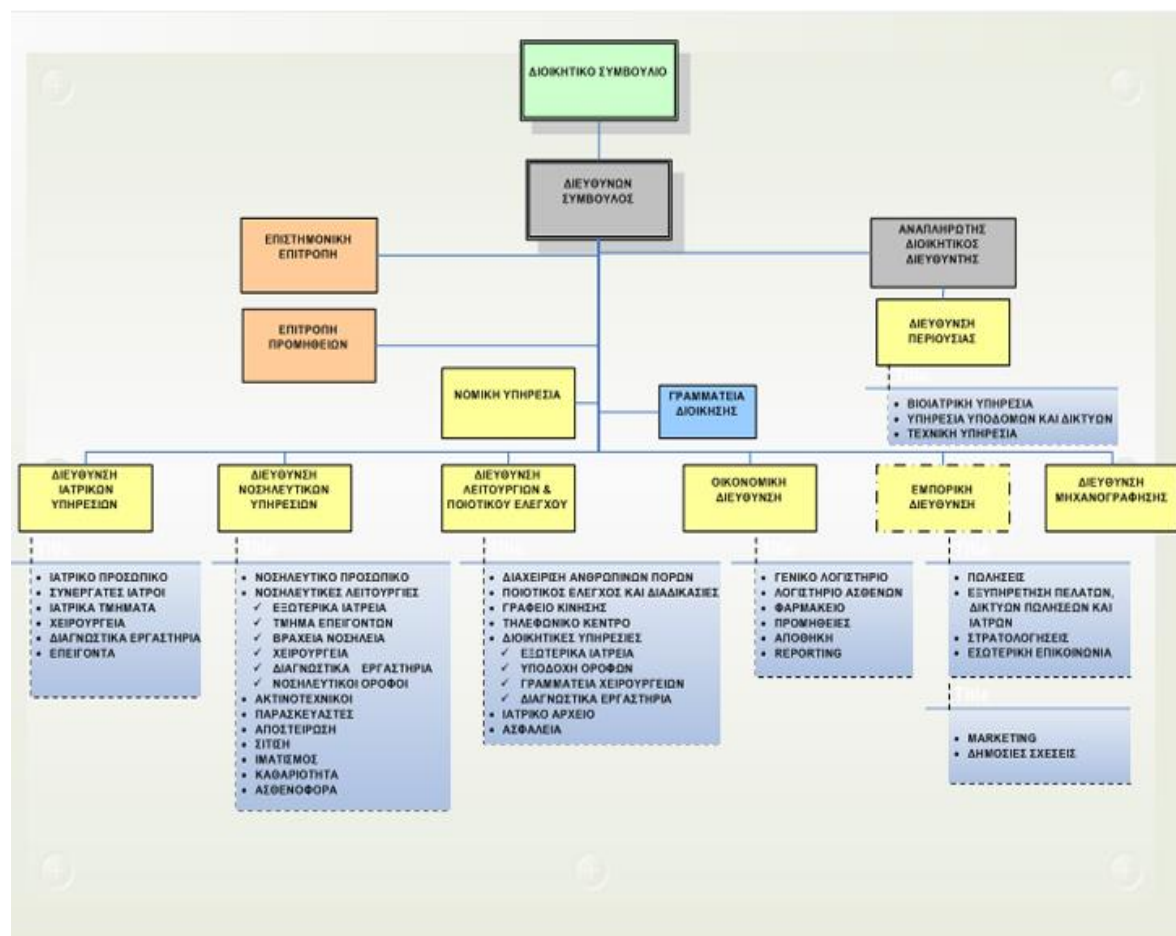 ΔΙΟΙΚΗΤΙΚΟ ΣΥΜΒΟΥΛΙΟ
ΔΙΕΥΘΥΝΩΝ
ΣΥΜΒΟΥΛΟΣ
ΕΠΙΣΤΗΜΟΝΙΚΗ
ΕΠΙΤΡΟΠΗ
ΑΝΑΠΛΗΡΩΤΗΣ
ΔΙΟΙΚΗΤΙΚΟΣ
ΔΙΕΥΘΥΝΤΗΣ
ΕΠΙΤΡΟΠΗ
ΠΡΟΜΗΘΕΙΩΝ
ΔΙΕΥΘΥΝΣΗ
ΠΕΡΙΟΥΣΙΑΣ
ΝΟΜΙΚΗ ΥΠΗΡΕΣΙΑ
ΓΡΑΜΜΑΤΕΙΑ
ΔΙΟΙΚΗΣΗΣ
• ΒΙΟΙΑΤΡΙΚΗ ΥΠΗΡΕΣΙΑ
• ΥΠΗΡΕΣΙΑ ΥΠΟΔΟΜΩΝ ΚΑΙ ΔΙΚΤΥΩΝ
• ΤΕΧΝΙΚΗ ΥΠΗΡΕΣΙΑ
ΔΙΕΥΘΥΝΣΗ
ΙΑΤΡΙΚΩΝ
ΥΠΗΡΕΣΙΩΝ
ΔΙΕΥΘΥΝΣΗ
ΝΟΣΗΛΕΥΤΙΚΩΝ
ΥΠΗΡΕΣΙΩΝ
ΔΙΕΥΘΥΝΣΗ
ΛΕΙΤΟΥΡΓΙΩΝ &
ΠΟΙΟΤΙΚΟΥ ΕΛΕΓΧΟΥ
ΟΙΚΟΝΟΜΙΚΗ
ΔΙΕΥΘΥΝΣΗ
ΕΜΠΟΡΙΚΗ
ΔΙΕΥΘΥΝΣΗ
ΔΙΕΥΘΥΝΣΗ
ΜΗΧΑΝΟΓΡΑΦΗΣΗΣ
Title
• ΙΑΤΡΙΚΟ ΠΡΟΣΩΠΙΚΟ
• ΣΥΝΕΡΓΑΤΕΣ ΙΑΤΡΟΙ
• ΙΑΤΡΙΚΑ ΤΜΗΜΑΤΑ
• ΧΕΙΡΟΥΡΓΕΙΑ
• ΔΙΑΓΝΩΣΤΙΚΑ ΕΡΓΑΣΤΗΡΙΑ
• ΕΠΕΙΓΟΝΤΑ
Title
• ΝΟΣΗΛΕΥΤΙΚΟ ΠΡΟΣΩΠΙΚΟ
• ΝΟΣΗΛΕΥΤΙΚΕΣ ΛΕΙΤΟΥΡΓΙΕΣ
✓ ΕΞΩΤΕΡΙΚΑ ΙΑΤΡΕΙΑ
✓ ΤΜΗΜΑ ΕΠΕΙΓΟΝΤΩΝ
✓ ΒΡΑΧΕΙΑ ΝΟΣΗΛΕΙΑ
✓ ΧΕΙΡΟΥΡΓΕΙΑ
✓ ΔΙΑΓΝΩΣΤΙΚΑ ΕΡΓΑΣΤΗΡΙΑ
✓ ΝΟΣΗΛΕΥΤΙΚΟΙ ΟΡΟΦΟΙ
• ΑΚΤΙΝΟΤΕΧΝΙΚΟΙ
• ΠΑΡΑΣΚΕΥΑΣΤΕΣ
• ΑΠΟΣΤΕΙΡΩΣΗ
• ΣΙΤΙΣΗ
• ΙΜΑΤΙΣΜΟΣ
• ΚΑΘΑΡΙΟΤΗΤΑ
• ΑΣΘΕΝΟΦΟΡΑ
Title
• ΔΙΑΧΕΙΡΙΣΗ ΑΝΘΡΩΠΙΝΩΝ ΠΟΡΩΝ
• ΠΟΙΟΤΙΚΟΣ ΕΛΕΓΧΟΣ ΚΑΙ ΔΙΑΔΙΚΑΣΙΕΣ
• ΓΡΑΦΕΙΟ ΚΙΝΗΣΗΣ
• ΤΗΛΕΦΩΝΙΚΟ ΚΕΝΤΡΟ
• ΔΙΟΙΚΗΤΙΚΕΣ ΥΠΗΡΕΣΙΕΣ
✓ ΕΞΩΤΕΡΙΚΑ ΙΑΤΡΕΙΑ
✓ ΥΠΟΔΟΧΗ ΟΡΟΦΩΝ
✓ ΓΡΑΜΜΑΤΕΙΑ ΧΕΙΡΟΥΡΓΕΙΩΝ
✓ ΔΙΑΓΝΩΣΤΙΚΑ ΕΡΓΑΣΤΗΡΙΑ
• ΙΑΤΡΙΚΟ ΑΡΧΕΙΟ
• ΑΣΦΑΛΕΙΑ
• ΓΕΝΙΚΟ ΛΟΓΙΣΤΗΡΙΟ
• ΛΟΓΙΣΤΗΡΙΟ ΑΣΘΕΝΩΝ
• ΦΑΡΜΑΚΕΙΟ
• ΠΡΟΜΗΘΕΙΕΣ
• ΑΠΟΘΗΚΗ
• REPORTING
Title
• ΠΩΛΗΣΕΙΣ
• ΕΞΥΠΗΡΕΤΗΣΗ ΠΕΛΑΤΩΝ,
ΔΙΚΤΥΩΝ ΠΩΛΗΣΕΩΝ ΚΑΙ
ΙΑΤΡΩΝ
• ΣΤΡΑΤΟΛΟΓΗΣΕΙΣ
• ΕΣΩΤΕΡΙΚΗ ΕΠΙΚΟΙΝΩΝΙΑ
Title
• MARKETING
• ΔΗΜΟΣΙΕΣ ΣΧΕΣΕΙΣ